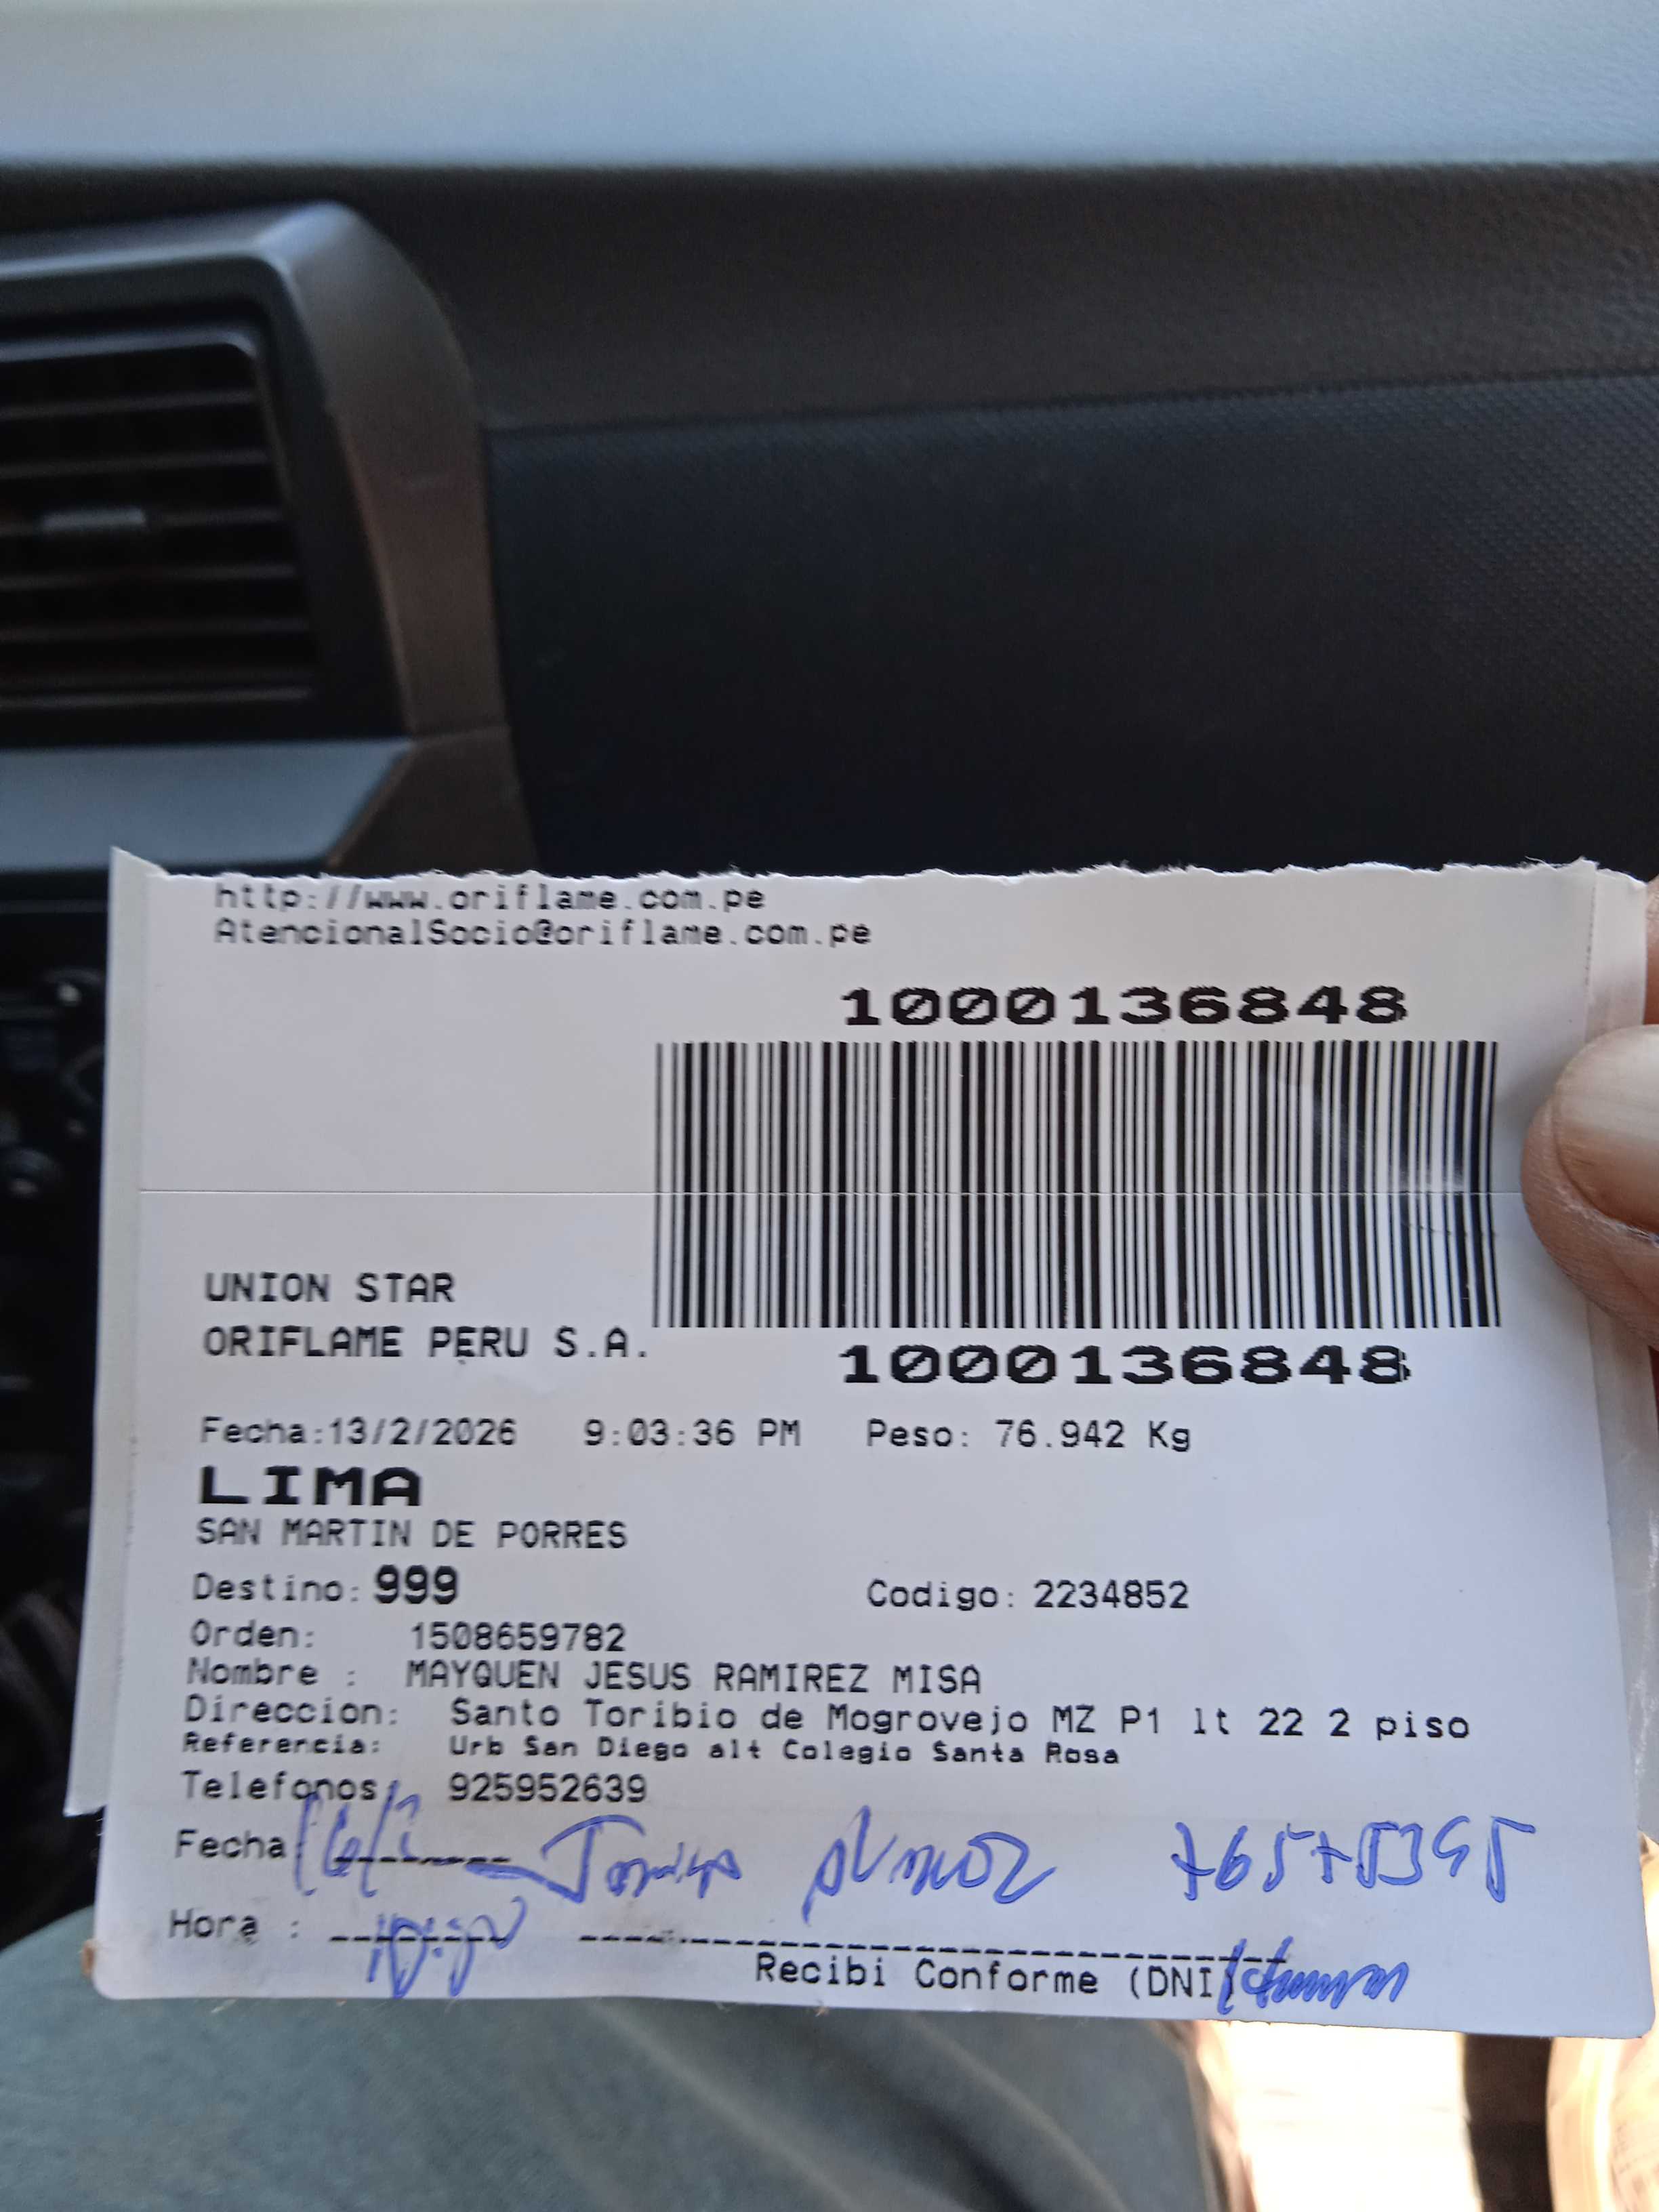 http://www.oriflame.com.pe
AtencionalSocio@oriflame.com.pe
1000136848
UNION STAR
ORIFLAME PERU S.A.
1000136848
Fecha:13/2/2026 9:03:36 PM Peso: 76.942 Kg
LIMA
SAN MARTIN DE PORRES
Destino: 999 Codigo: 2234852
Orden: 1508659782
Nombre : MAYQUEN JESUS RAMIREZ MISA
Direccion: Santo Toribio de Mogrovejo MZ P1 lt 22 2 piso
Referencia: Urb San Diego alt Colegio Santa Rosa
Telefonos: 925952639
Fecha:
Hora :
Recibi Conforme (DNI)